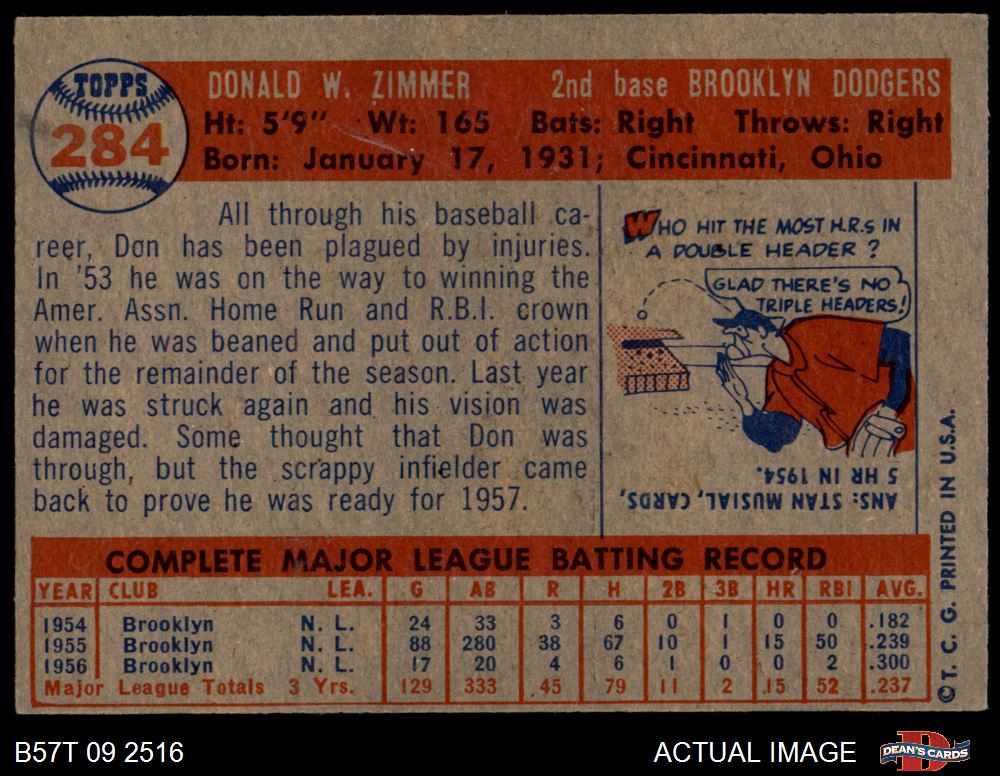 TOPPS
284
DONALD W. ZIMMER 2nd base BROOKLYN DODGERS
Ht: 5'9" Wt: 165 Bats: Right Throws: Right
Born: January 17, 1931; Cincinnati, Ohio
All through his baseball ca-
reer, Don has been plagued by injuries.
In '53 he was on the way to winning the
Amer. Assn. Home Run and R.B.I. crown
when he was beaned and put out of action
for the remainder of the season. Last year
he was struck again and his vision was
damaged. Some thought that Don was
through, but the scrappy infielder came
back to prove he was ready for 1957.
WHO HIT THE MOST H.R.s IN
A DOUBLE HEADER ?
GLAD THERE'S NO
TRIPLE HEADERS!
ANS: STAN MUSIAL, CARDS,
5 HR IN 1954.
COMPLETE MAJOR LEAGUE BATTING RECORD
YEAR CLUB LEA. G AB R H 2B 3B HR RBI AVG.
1954 Brooklyn N. L. 24 33 3 6 0 1 0 0 .182
1955 Brooklyn N. L. 88 280 38 67 10 1 15 50 .239
1956 Brooklyn N. L. 17 20 4 6 1 0 0 2 .300
Major League Totals 3 Yrs. 129 333 45 79 11 2 15 52 .237
© T. C. G. PRINTED IN U.S.A.
B57T 09 2516 ACTUAL IMAGE
D
DEAN'S CARDS